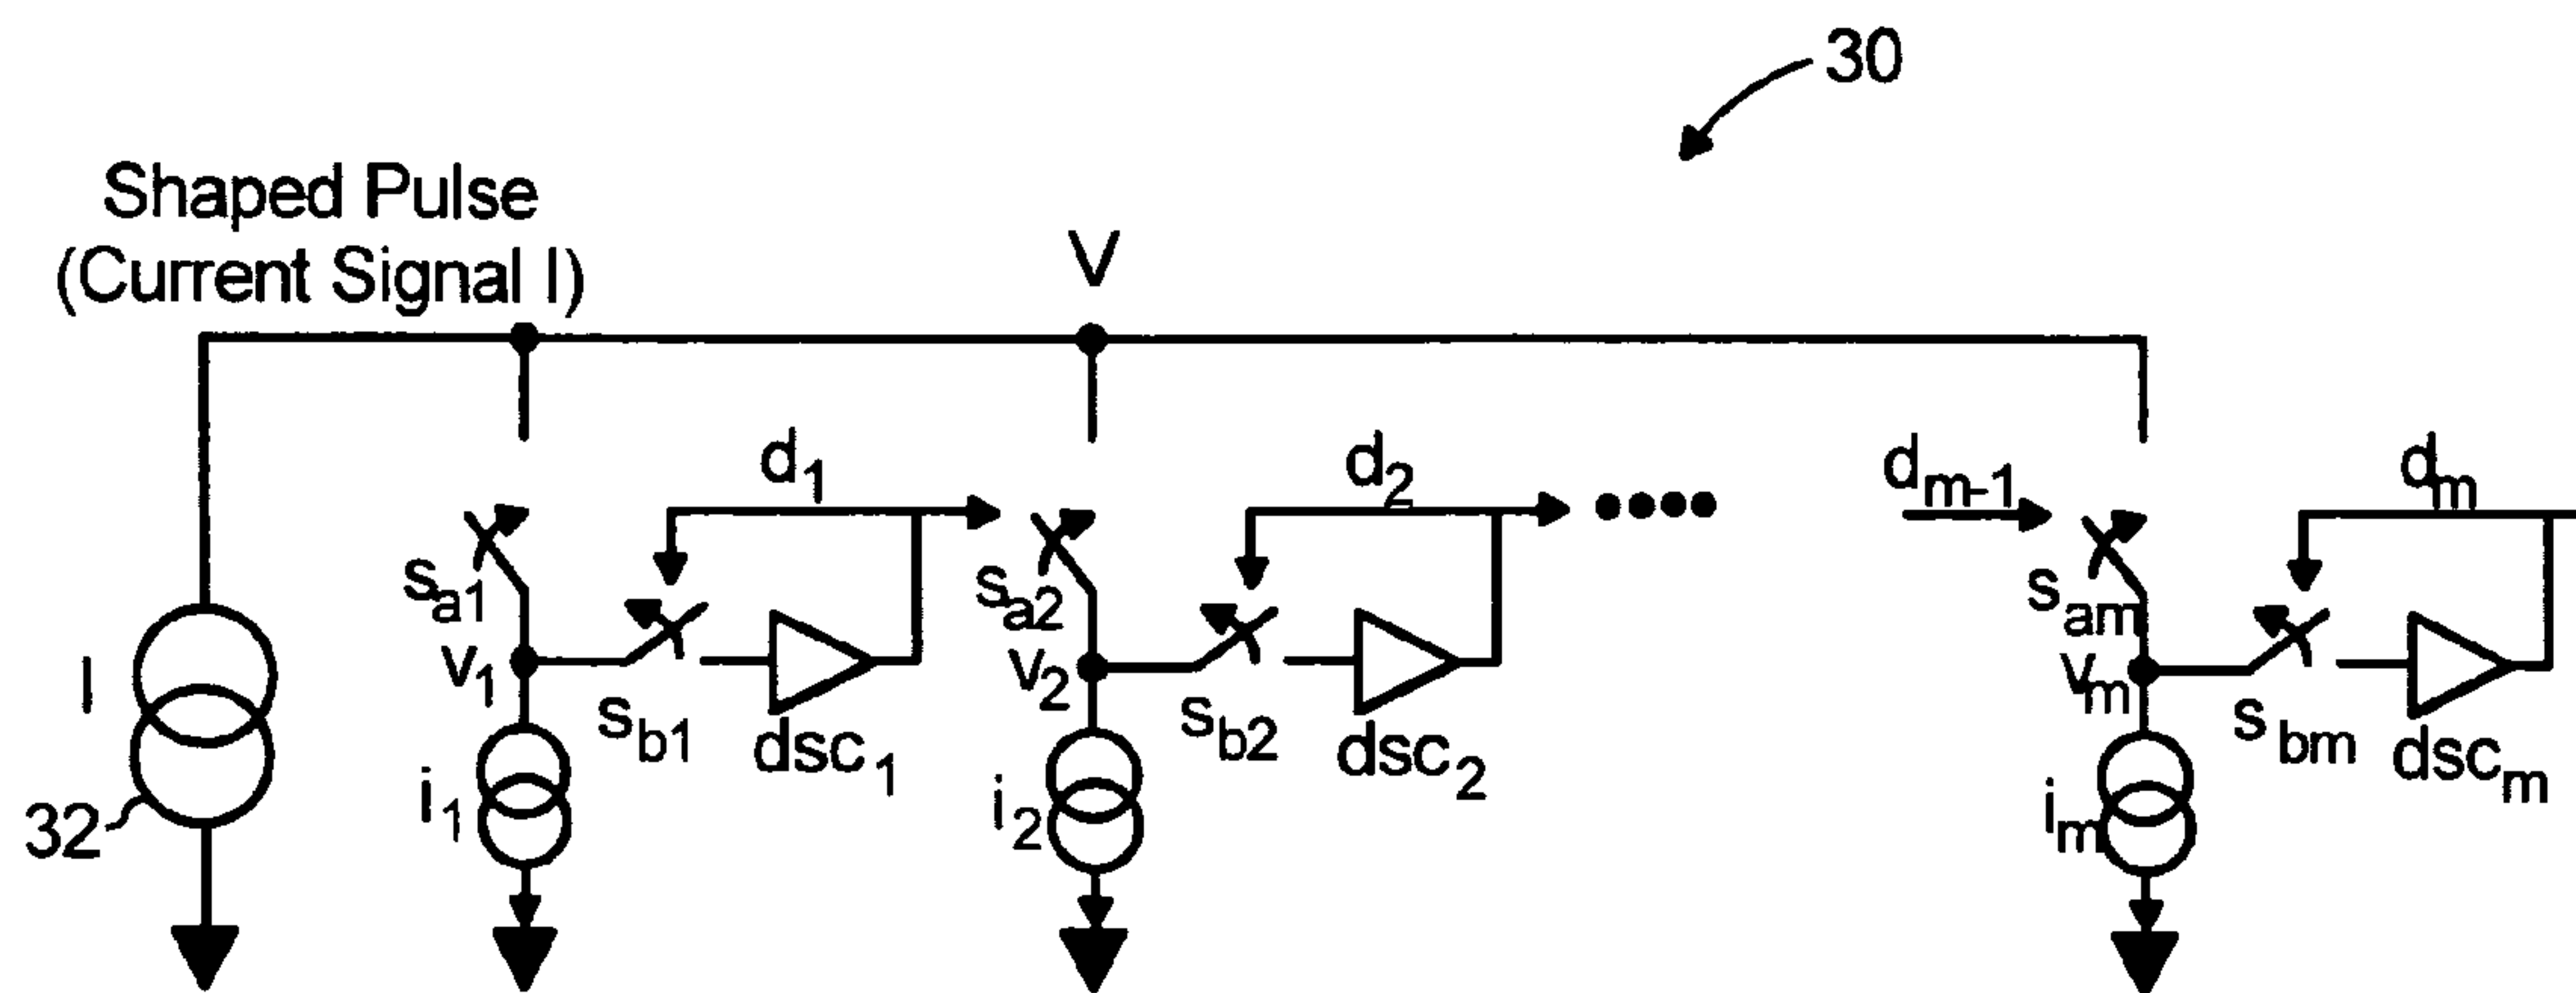 30
Shaped Pulse
(Current Signal I)
V
d1
d2
dm-1
dm
sa1
sa2
sam
v1
v2
vm
I
sb1
sb2
sbm
dsc1
dsc2
dscm
i1
i2
im
32